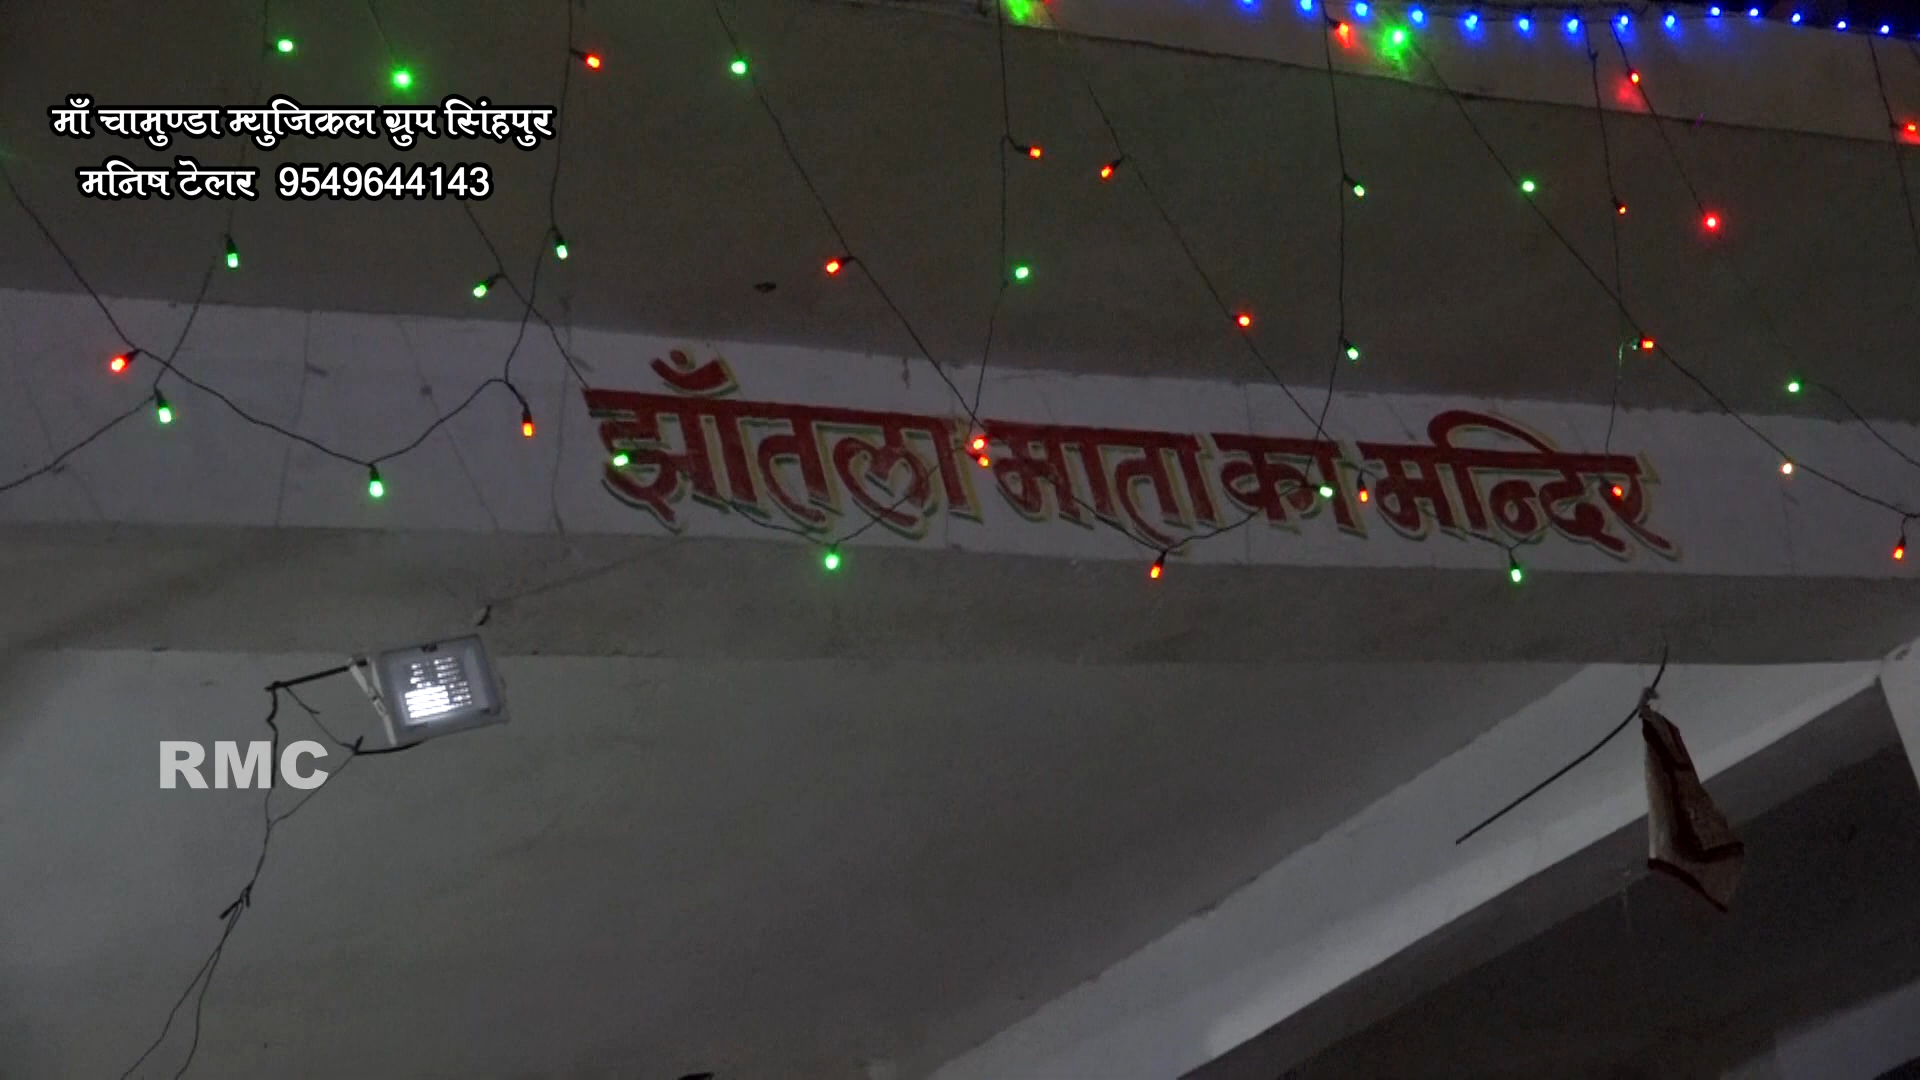 माँ चामुण्डा म्युजिकल ग्रुप सिंहपुर
मनिष टेलर 9549644143
झाँतला माता का मन्दिर
RMC